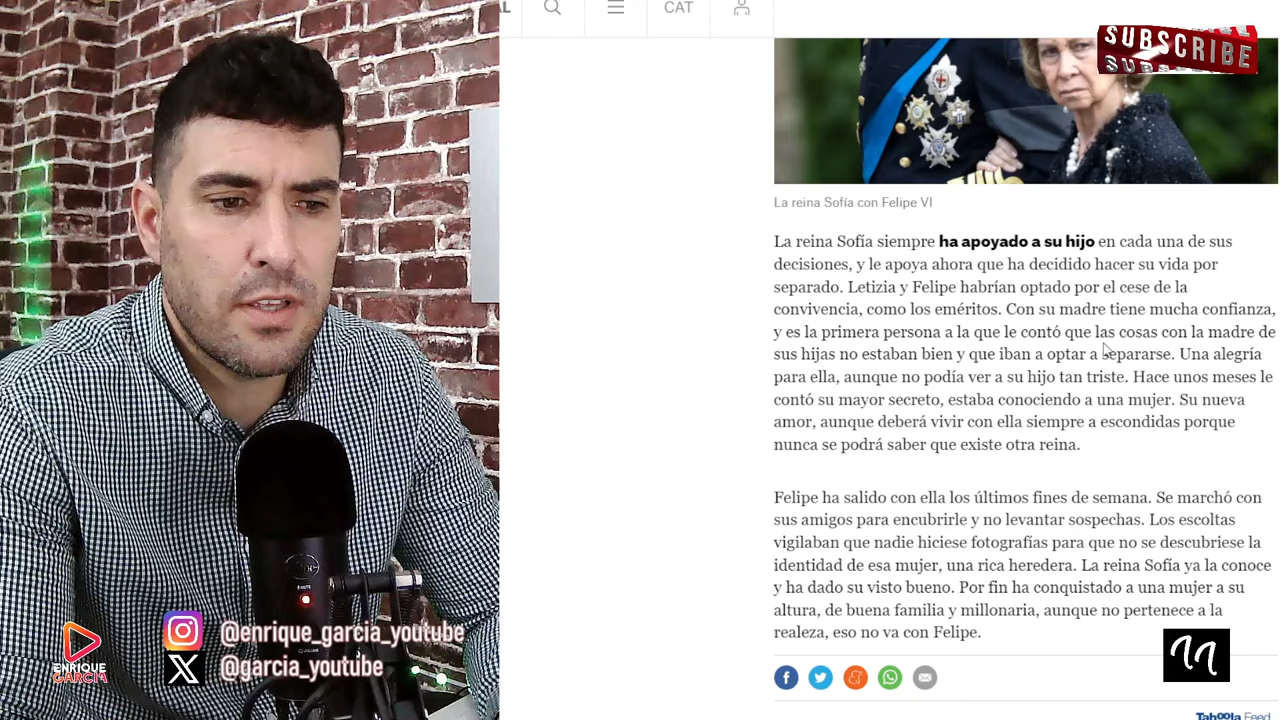 AL
CAT
SUBSCRIBE
La reina Sofía con Felipe VI
La reina Sofía siempre ha apoyado a su hijo en cada una de sus
decisiones, y le apoya ahora que ha decidido hacer su vida por
separado. Letizia y Felipe habrían optado por el cese de la
convivencia, como los eméritos. Con su madre tiene mucha confianza,
y es la primera persona a la que le contó que las cosas con la madre de
sus hijas no estaban bien y que iban a optar a separarse. Una alegría
para ella, aunque no podía ver a su hijo tan triste. Hace unos meses le
contó su mayor secreto, estaba conociendo a una mujer. Su nueva
amor, aunque deberá vivir con ella siempre a escondidas porque
nunca se podrá saber que existe otra reina.
Felipe ha salido con ella los últimos fines de semana. Se marchó con
sus amigos para encubrirle y no levantar sospechas. Los escoltas
vigilaban que nadie hiciese fotografías para que no se descubriese la
identidad de esa mujer, una rica heredera. La reina Sofía ya la conoce
y ha dado su visto bueno. Por fin ha conquistado a una mujer a su
altura, de buena familia y millonaria, aunque no pertenece a la
realeza, eso no va con Felipe.
Taboola Feed
@enrique_garcia_youtube
@garcia_youtube
ENRIQUE
GARCIA